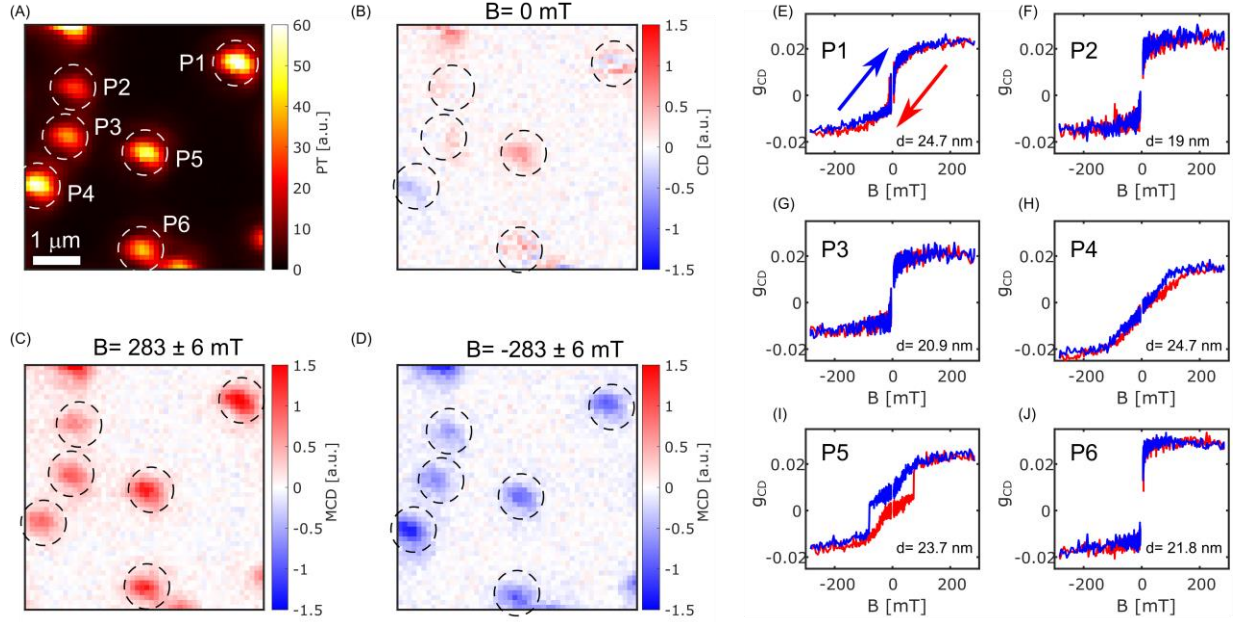 (A)
P1
P2
P3
P4
P5
P6
1 μm
60
50
40
30
20
10
0
PT [a.u.]
(B)
B= 0 mT
1.5
1
0.5
0
-0.5
-1
-1.5
CD [a.u.]
(C)
B= 283 ± 6 mT
1.5
1
0.5
0
-0.5
-1
-1.5
MCD [a.u.]
(D)
B= -283 ± 6 mT
1.5
1
0.5
0
-0.5
-1
-1.5
MCD [a.u.]
(E)
P1
gCD
0.02
0
-0.02
d= 24.7 nm
-200 0 200
B [mT]
(F)
P2
gCD
0.02
0
-0.02
d= 19 nm
-200 0 200
B [mT]
(G)
P3
gCD
0.02
0
-0.02
d= 20.9 nm
-200 0 200
B [mT]
(H)
P4
gCD
0.02
0
-0.02
d= 24.7 nm
-200 0 200
B [mT]
(I)
P5
gCD
0.02
0
-0.02
d= 23.7 nm
-200 0 200
B [mT]
(J)
P6
gCD
0.02
0
-0.02
d= 21.8 nm
-200 0 200
B [mT]